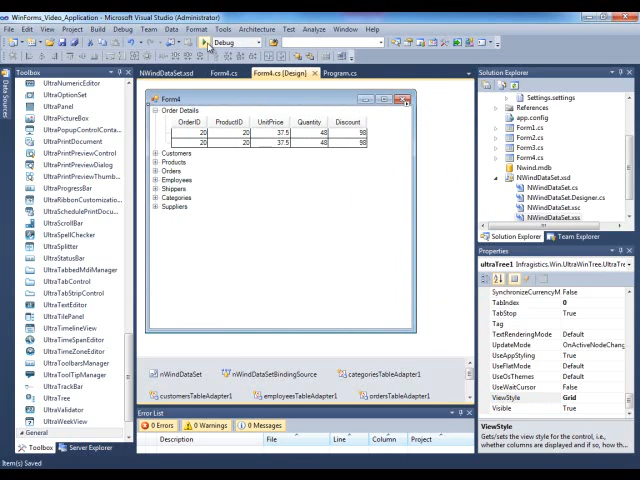 WinForms_Video_Application - Microsoft Visual Studio (Administrator)
File Edit View Project Build Debug Team Data Format Tools Architecture Test Analyze Window Help
Debug
Data Sources
Toolbox
UltraNumericEditor
UltraOptionSet
UltraPanel
UltraPictureBox
UltraPopupControlConta...
UltraPrintDocument
UltraPrintPreviewControl
UltraPrintPreviewDialog
UltraPrintPreviewThumb...
UltraProgressBar
UltraRadialMenu
UltraRibbonCustomizatio...
UltraSchedulePrintDocum...
UltraScrollBar
UltraSpellChecker
UltraSplitter
UltraStatusBar
UltraTabbedMdiManager
UltraTabControl
UltraTabStripControl
UltraTextEditor
UltraTilePanel
UltraTimelineView
UltraTimeSpanEditor
UltraTimeZoneEditor
UltraToolbarsManager
UltraToolTipManager
UltraTrackBar
UltraTree
UltraValidator
UltraWeekView
General
Toolbox Server Explorer
NWindDataSet.xsd Form4.cs Form4.cs [Design] Program.cs
Form4
Order Details
OrderID ProductID UnitPrice Quantity Discount
20 20 37.5 48 98
20 20 37.5 48 98
Customers
Products
Orders
Employees
Shippers
Categories
Suppliers
nWindDataSet nWindDataSetBindingSource categoriesTableAdapter1
customersTableAdapter1 employeesTableAdapter1 ordersTableAdapter1
Error List
0 Errors 0 Warnings 0 Messages
Description File Line Column Project
Solution Explorer
Settings.settings
References
app.config
Form1.cs
Form2.cs
Form3.cs
Form4.cs
Nwind.mdb
NWindDataSet.xsd
NWindDataSet.cs
NWindDataSet.Designer.cs
NWindDataSet.xsc
NWindDataSet.xss
Solution Explorer Team Explorer
Properties
ultraTree1 Infragistics.Win.UltraWinTree.UltraTre
SynchronizeCurrencyM False
TabIndex 0
TabStop True
Tag
TextRenderingMode Default
UpdateMode OnActiveNodeChang
UseAppStyling True
UseFlatMode Default
UseOsThemes Default
UseWaitCursor False
ViewStyle Grid
Visible True
ViewStyle
Gets/sets the view style for the control, i.e., whether columns are displayed and if so, how th...
Item(s) Saved